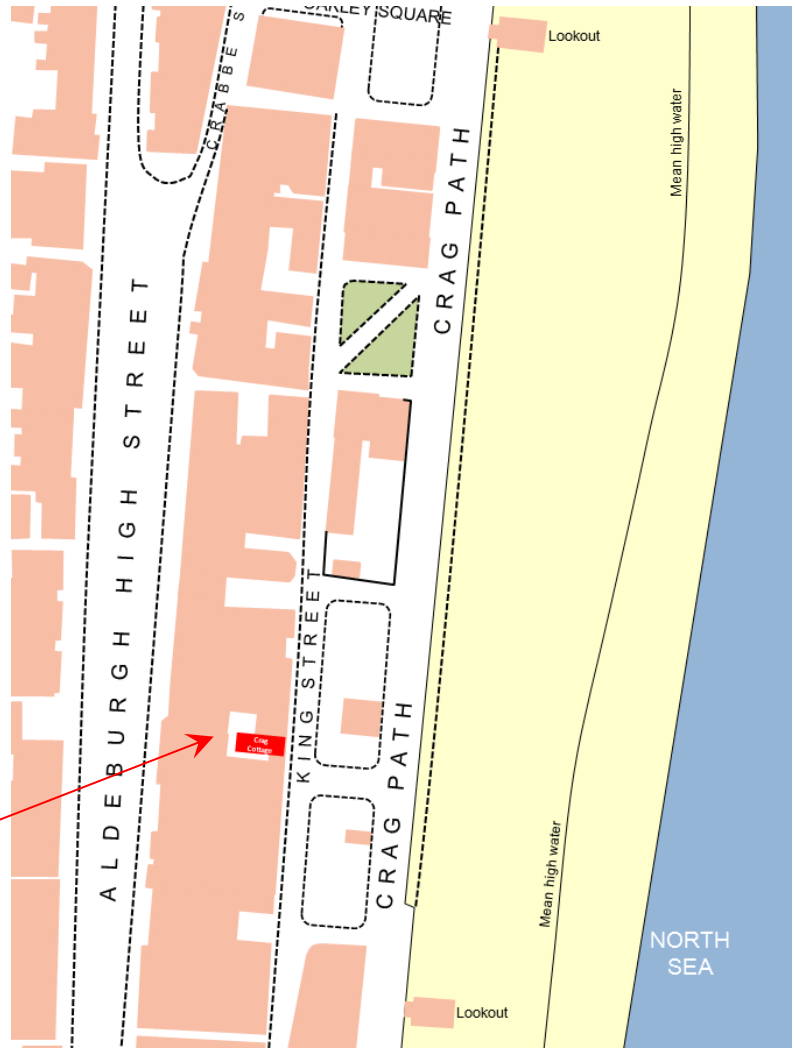 OAKLEY SQUARE
CRABBE S
Lookout
Mean high water
CRAG PATH
ALDEBURGH HIGH STREET
KING STREET
Crag
Cottage
CRAG PATH
Mean high water
NORTH
SEA
Lookout